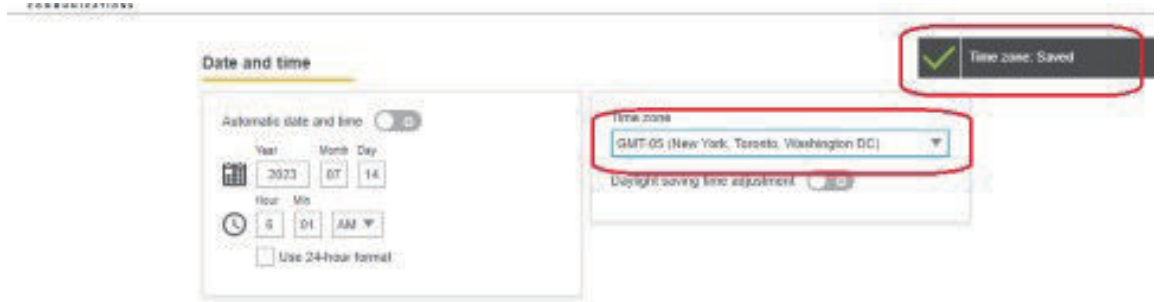 COMMUNICATIONS
Time zone: Saved
Date and time
Automatic date and time
Year Month Day
2023 07 14
Hour Min
6 01 AM
Use 24-hour format
Time zone
GMT-05 (New York, Toronto, Washington DC)
Daylight saving time adjustment